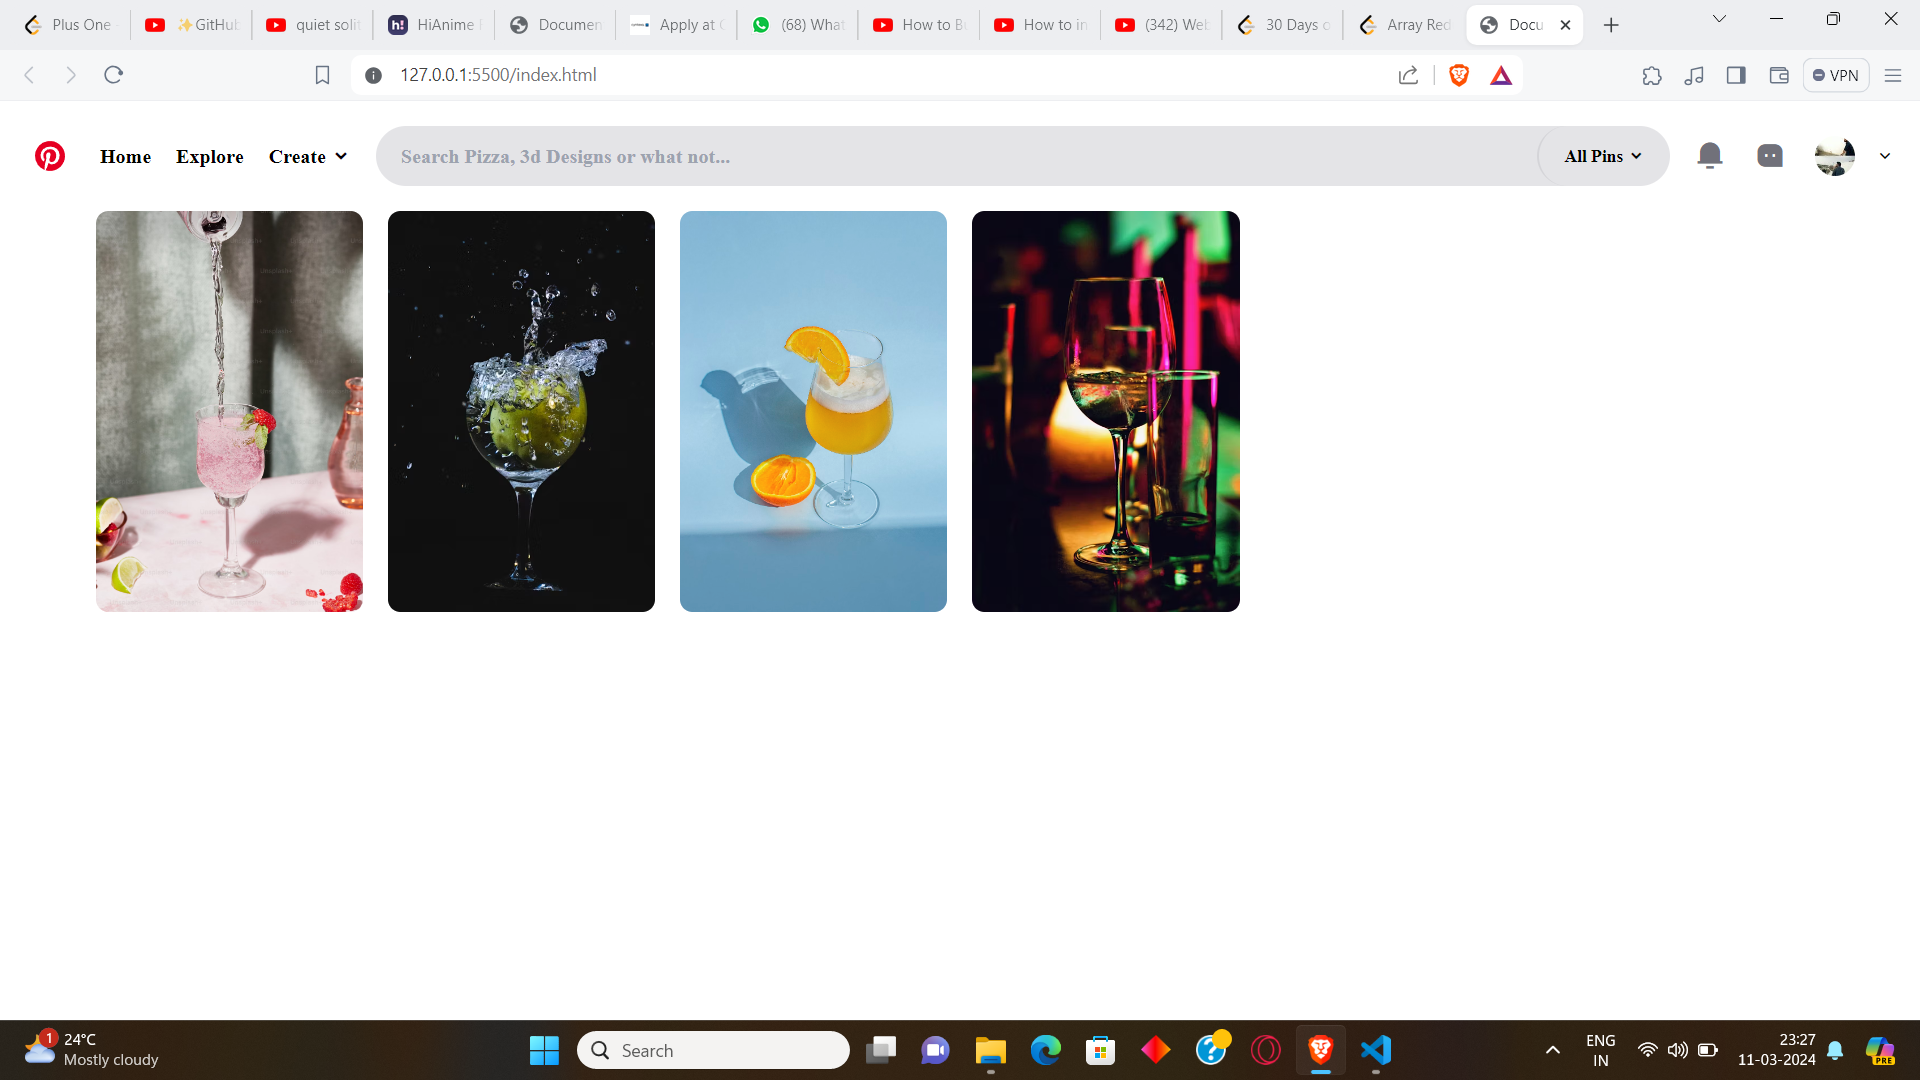 Plus One
✨GitHub
quiet soli
HiAnime
Documen
Apply at
(68) What
How to B
How to in
(342) Web
30 Days o
Array Red
Docu
127.0.0.1:5500/index.html
VPN
Home
Explore
Create
Search Pizza, 3d Designs or what not...
All Pins
1
24°C
Mostly cloudy
Search
ENG
IN
23:27
11-03-2024
PRE